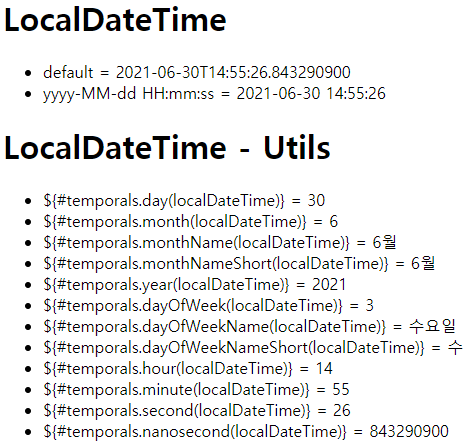 LocalDateTime
default = 2021-06-30T14:55:26.843290900
yyyy-MM-dd HH:mm:ss = 2021-06-30 14:55:26
LocalDateTime - Utils
${#temporals.day(localDateTime)} = 30
${#temporals.month(localDateTime)} = 6
${#temporals.monthName(localDateTime)} = 6월
${#temporals.monthNameShort(localDateTime)} = 6월
${#temporals.year(localDateTime)} = 2021
${#temporals.dayOfWeek(localDateTime)} = 3
${#temporals.dayOfWeekName(localDateTime)} = 수요일
${#temporals.dayOfWeekNameShort(localDateTime)} = 수
${#temporals.hour(localDateTime)} = 14
${#temporals.minute(localDateTime)} = 55
${#temporals.second(localDateTime)} = 26
${#temporals.nanosecond(localDateTime)} = 843290900